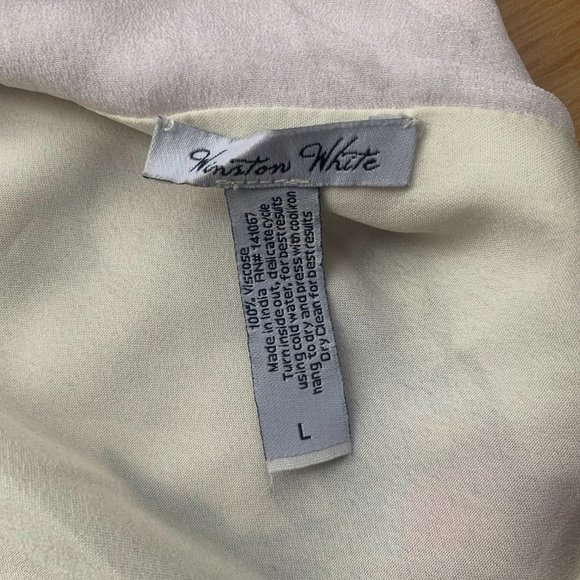 Winston White
100% Viscose
Made in India RN# 141067
Turn inside out, delicate cycle
using cold water, for best results
hang to dry and press with cool iron
Dry Clean for best results
L